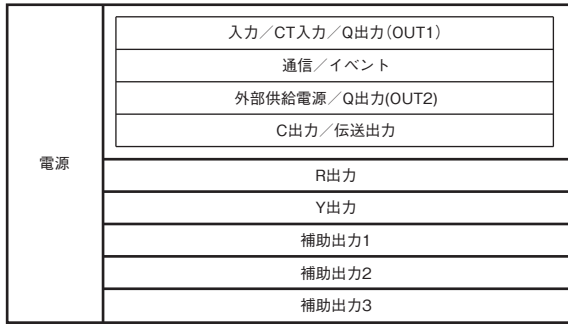 入力／CT入力／Q出力（OUT1）
通信／イベント
外部供給電源／Q出力(OUT2)
C出力／伝送出力
電源
R出力
Y出力
補助出力1
補助出力2
補助出力3